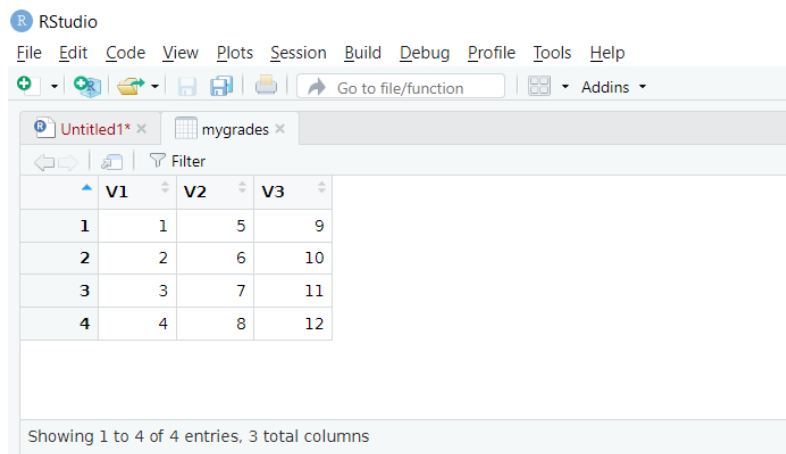 RStudio
File Edit Code View Plots Session Build Debug Profile Tools Help
Go to file/function Addins
Untitled1* mygrades
Filter
V1 V2 V3
1 1 5 9
2 2 6 10
3 3 7 11
4 4 8 12
Showing 1 to 4 of 4 entries, 3 total columns